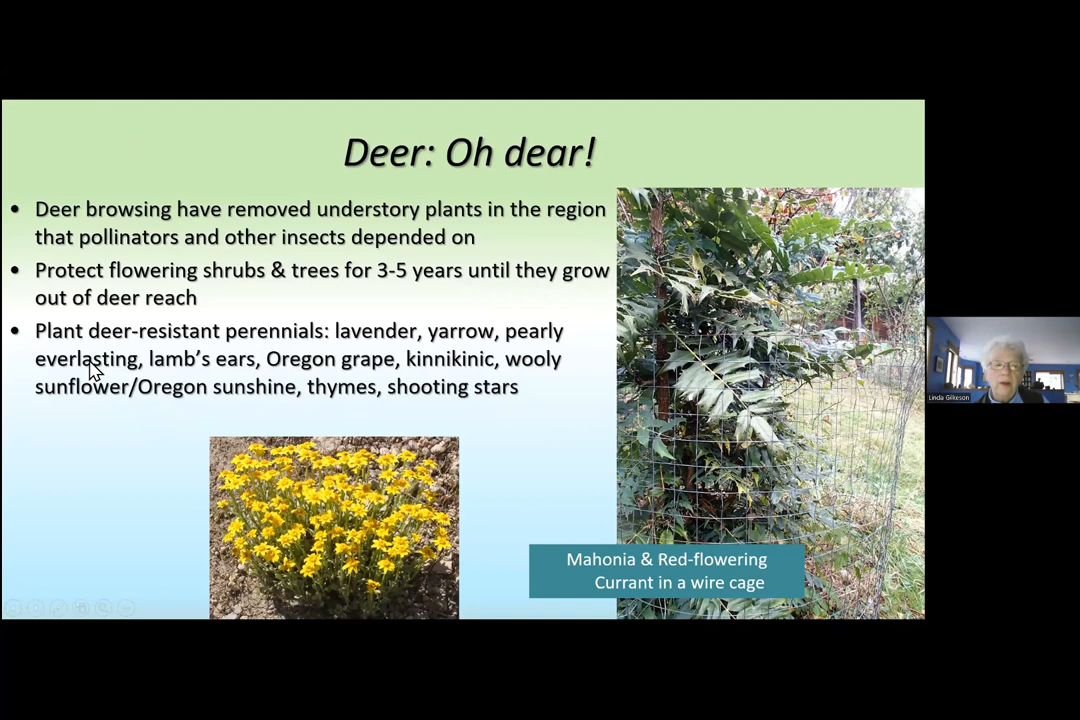 Deer: Oh dear!
• Deer browsing have removed understory plants in the region
that pollinators and other insects depended on
• Protect flowering shrubs & trees for 3-5 years until they grow
out of deer reach
• Plant deer-resistant perennials: lavender, yarrow, pearly
everlasting, lamb's ears, Oregon grape, kinnikinic, wooly
sunflower/Oregon sunshine, thymes, shooting stars
Mahonia & Red-flowering
Currant in a wire cage
Linda Gilkeson